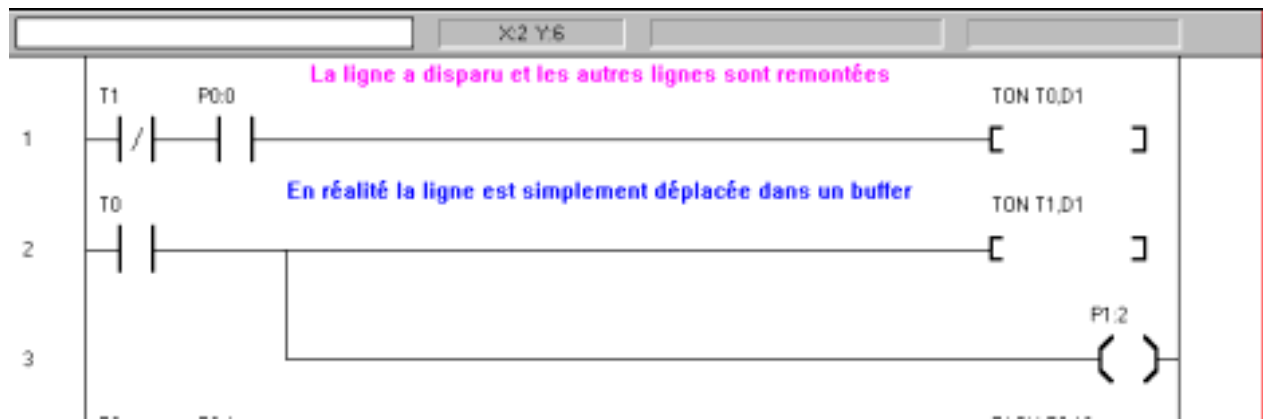 X:2 Y:6
La ligne a disparu et les autres lignes sont remontées
T1 P0:0 TON T0,D1
1
En réalité la ligne est simplement déplacée dans un buffer
T0 TON T1,D1
2
P1:2
3